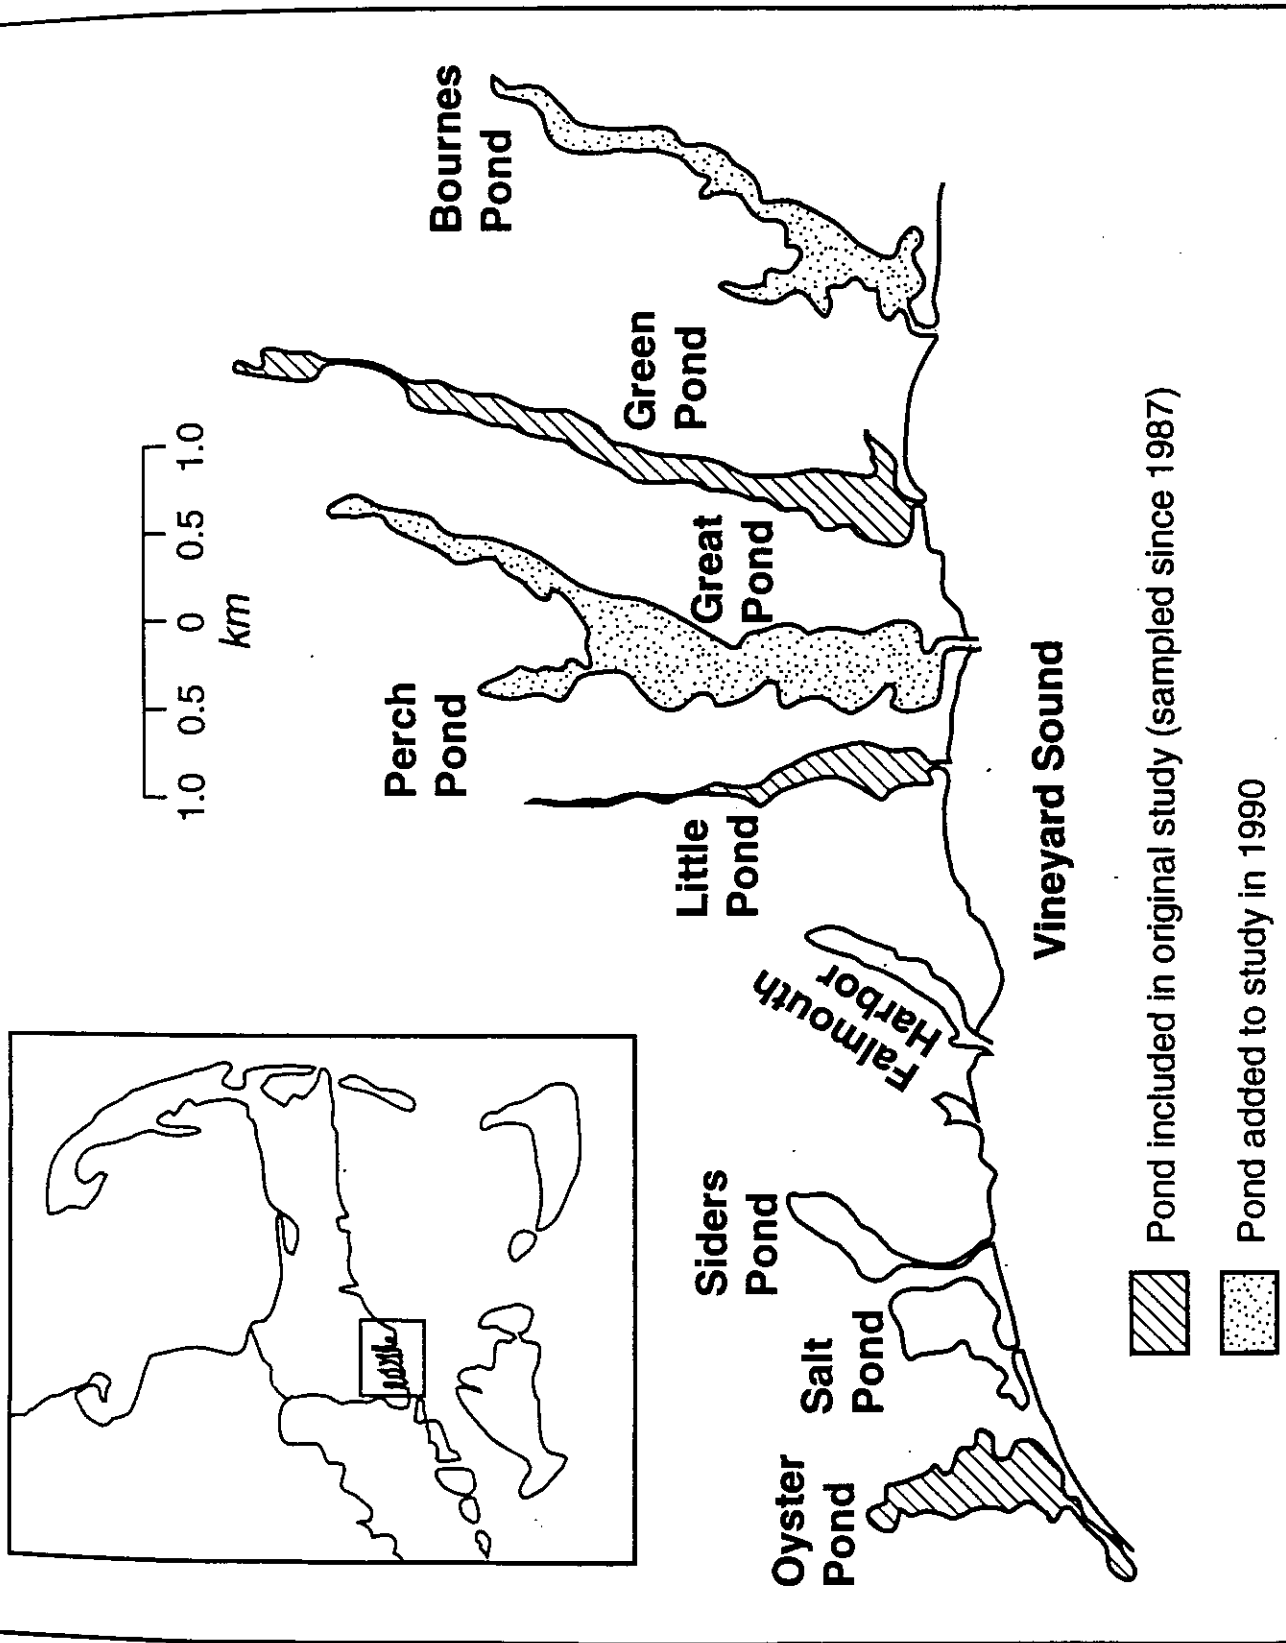 Bournes
Pond
Green
Pond
Great
Pond
Perch
Pond
Little
Pond
Falmouth
Harbor
Siders
Pond
Salt
Pond
Oyster
Pond
1.0 0.5 0 0.5 1.0
km
Vineyard Sound
Pond included in original study (sampled since 1987)
Pond added to study in 1990